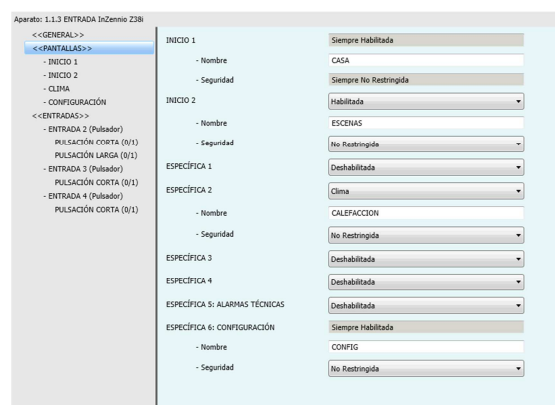 Aparato: 1.1.3 ENTRADA InZennio Z38i
<<GENERAL>>
<<PANTALLAS>>
- INICIO 1
- INICIO 2
- CLIMA
- CONFIGURACIÓN
<<ENTRADAS>>
- ENTRADA 2 (Pulsador)
PULSACIÓN CORTA (0/1)
PULSACIÓN LARGA (0/1)
- ENTRADA 3 (Pulsador)
PULSACIÓN CORTA (0/1)
- ENTRADA 4 (Pulsador)
PULSACIÓN CORTA (0/1)
INICIO 1 Siempre Habilitada
- Nombre CASA
- Seguridad Siempre No Restringida
INICIO 2 Habilitada
- Nombre ESCENAS
- Seguridad No Restringida
ESPECÍFICA 1 Deshabilitada
ESPECÍFICA 2 Clima
- Nombre CALEFACCION
- Seguridad No Restringida
ESPECÍFICA 3 Deshabilitada
ESPECÍFICA 4 Deshabilitada
ESPECÍFICA 5: ALARMAS TÉCNICAS Deshabilitada
ESPECÍFICA 6: CONFIGURACIÓN Siempre Habilitada
- Nombre CONFIG
- Seguridad No Restringida